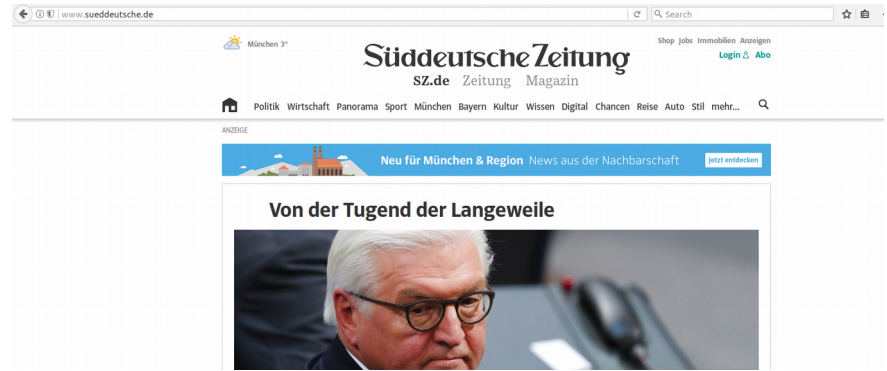 www.sueddeutsche.de
Search
München 3°
Shop Jobs Immobilien Anzeigen
Login Abo
Süddeutsche Zeitung
SZ.de Zeitung Magazin
Politik Wirtschaft Panorama Sport München Bayern Kultur Wissen Digital Chancen Reise Auto Stil mehr...
ANZEIGE
Neu für München & Region News aus der Nachbarschaft
Jetzt entdecken
Von der Tugend der Langeweile